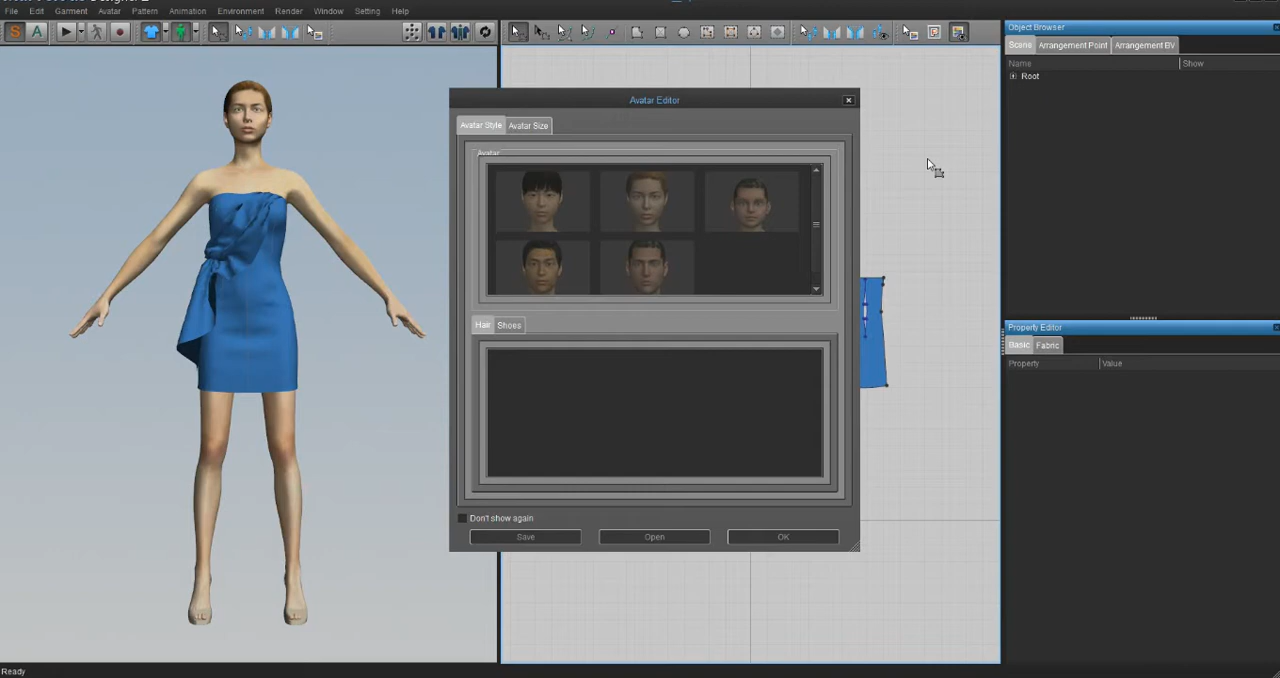 File Edit Garment Avatar Pattern Animation Environment Render Window Setting Help
S A
Object Browser
Scene Arrangement Point Arrangement BV
Name Show
Root
Avatar Editor
Avatar Style Avatar Size
Avatar
Hair Shoes
Don't show again
Save Open OK
Property Editor
Basic Fabric
Property Value
Ready